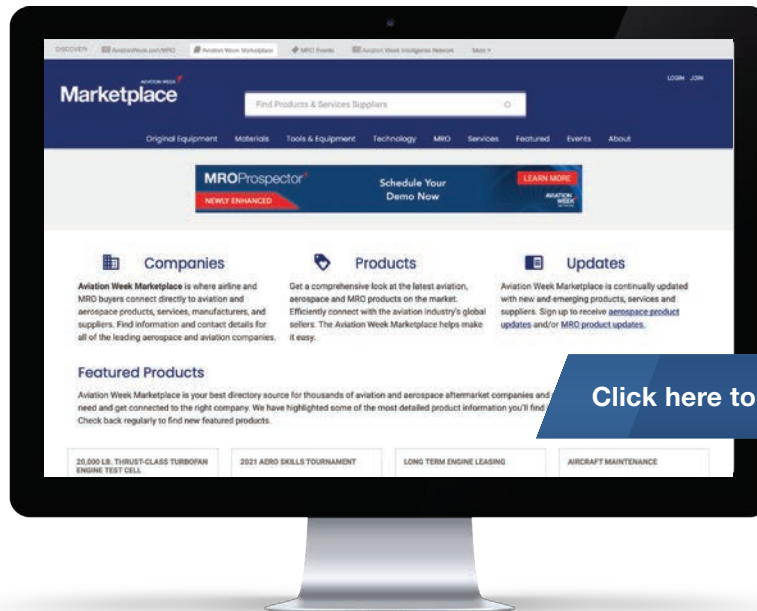 DISCOVER: AviationWeek.com/MRO Aviation Week Marketplace MRO Events Aviation Week Intelligence Network More
LOGIN JOIN
AVIATION WEEK
Marketplace
Find Products & Services Suppliers
Original Equipment Materials Tools & Equipment Technology MRO Services Featured Events About
MROProspector
NEWLY ENHANCED
Schedule Your
Demo Now
LEARN MORE
AVIATION
WEEK
Companies
Aviation Week Marketplace is where airline and
MRO buyers connect directly to aviation and
aerospace products, services, manufacturers, and
suppliers. Find information and contact details for
all of the leading aerospace and aviation companies.
Products
Get a comprehensive look at the latest aviation,
aerospace and MRO products on the market.
Efficiently connect with the aviation industry's global
sellers. The Aviation Week Marketplace helps make
it easy.
Updates
Aviation Week Marketplace is continually updated
with new and emerging products, services and
suppliers. Sign up to receive aerospace product
updates and/or MRO product updates.
Featured Products
Aviation Week Marketplace is your best directory source for thousands of aviation and aerospace aftermarket companies and
need and get connected to the right company. We have highlighted some of the most detailed product information you'll find
Check back regularly to find new featured products.
Click here to
20,000 LB. THRUST-CLASS TURBOFAN
ENGINE TEST CELL
2021 AERO SKILLS TOURNAMENT
LONG TERM ENGINE LEASING
AIRCRAFT MAINTENANCE